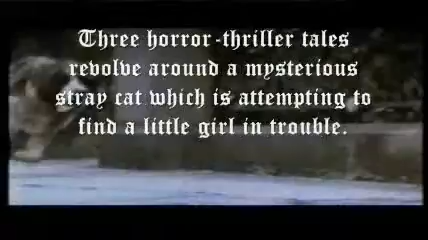 Three horror-thriller tales
revolve around a mysterious
stray cat which is attempting to
find a little girl in trouble.